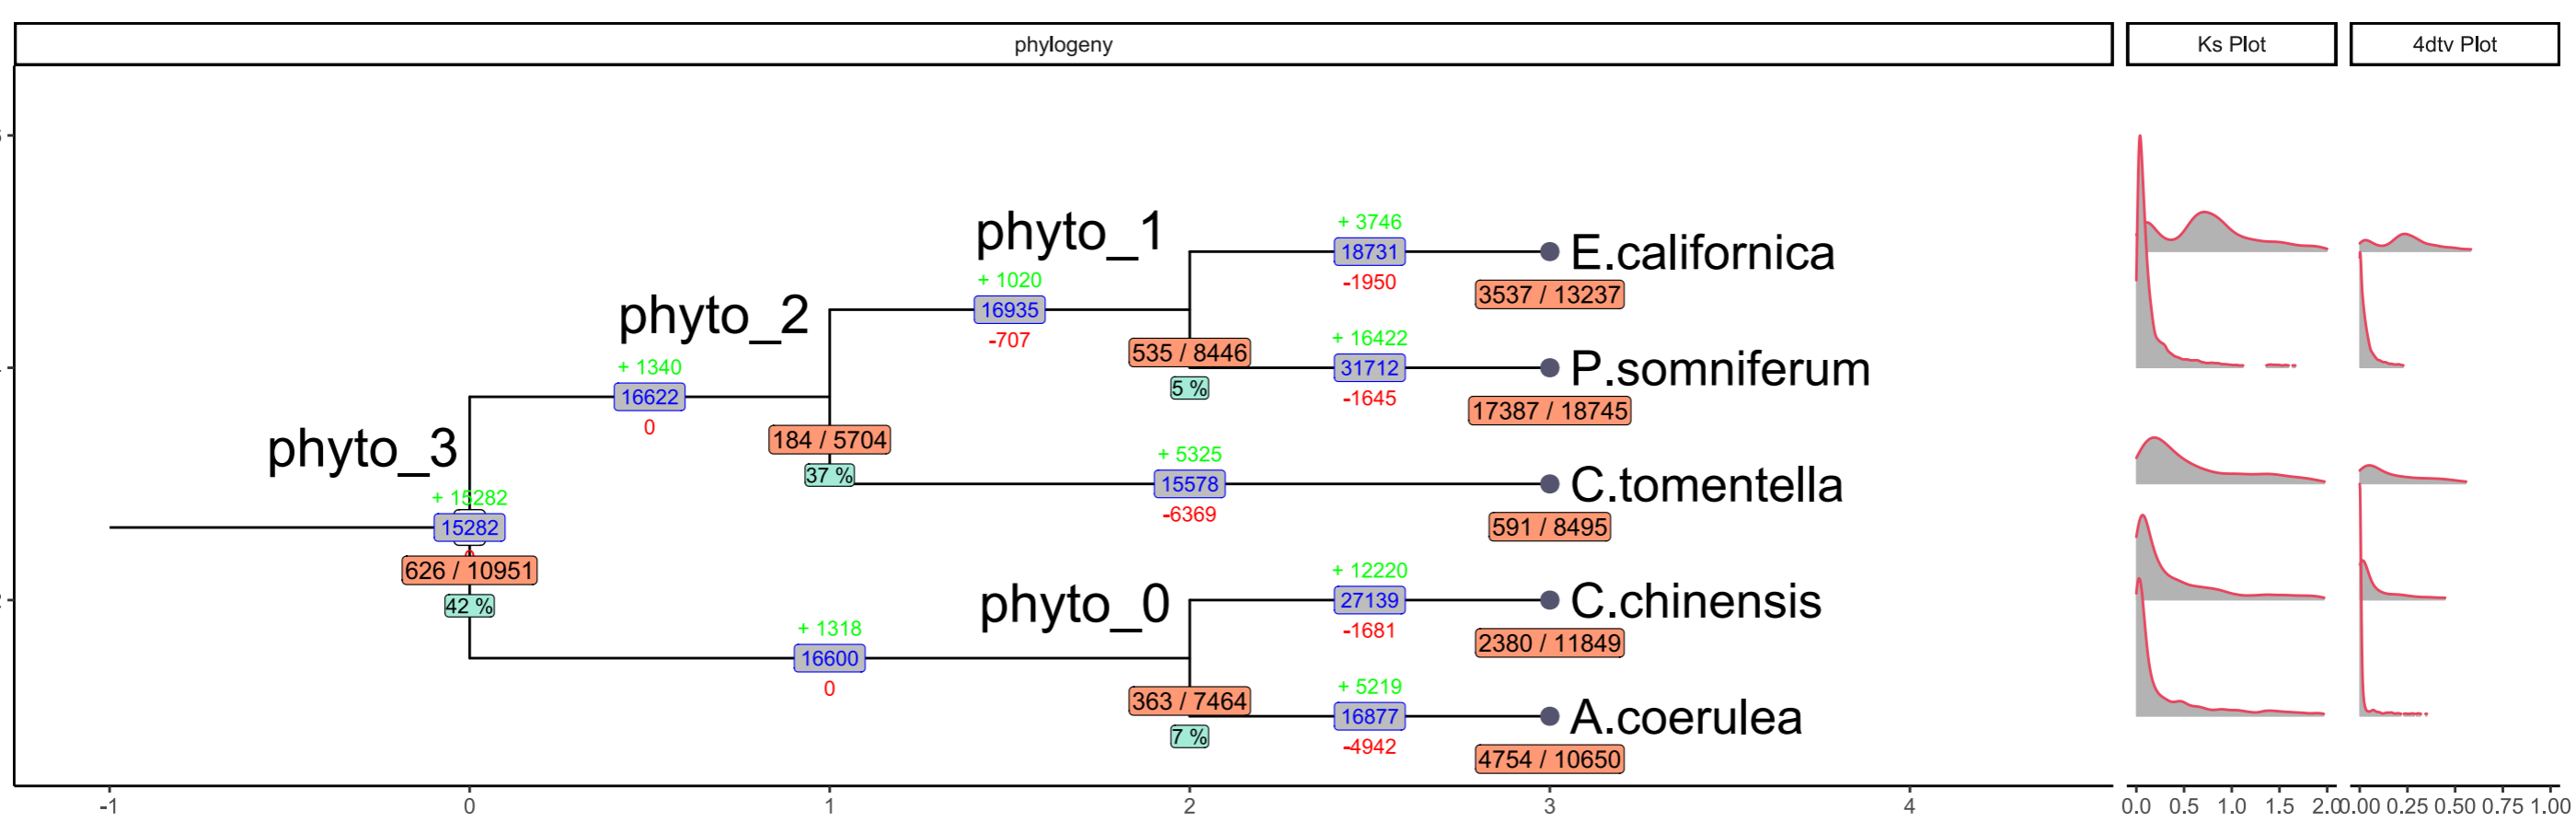 phylogeny
Ks Plot
4dtv Plot
phyto_1
+ 3746
18731
-1950
E.californica
3537 / 13237
+ 1020
16935
-707
phyto_2
+ 16422
31712
-1645
P.somniferum
17387 / 18745
535 / 8446
5 %
+ 1340
16622
0
184 / 5704
37 %
phyto_3
+ 5325
15578
-6369
C.tomentella
591 / 8495
+ 15282
15282
626 / 10951
42 %
phyto_0
+ 12220
27139
-1681
C.chinensis
2380 / 11849
+ 1318
16600
0
363 / 7464
7 %
+ 5219
16877
-4942
A.coerulea
4754 / 10650
-1 0 1 2 3 4
0.0 0.5 1.0 1.5 2.0
0.00 0.25 0.50 0.75 1.00